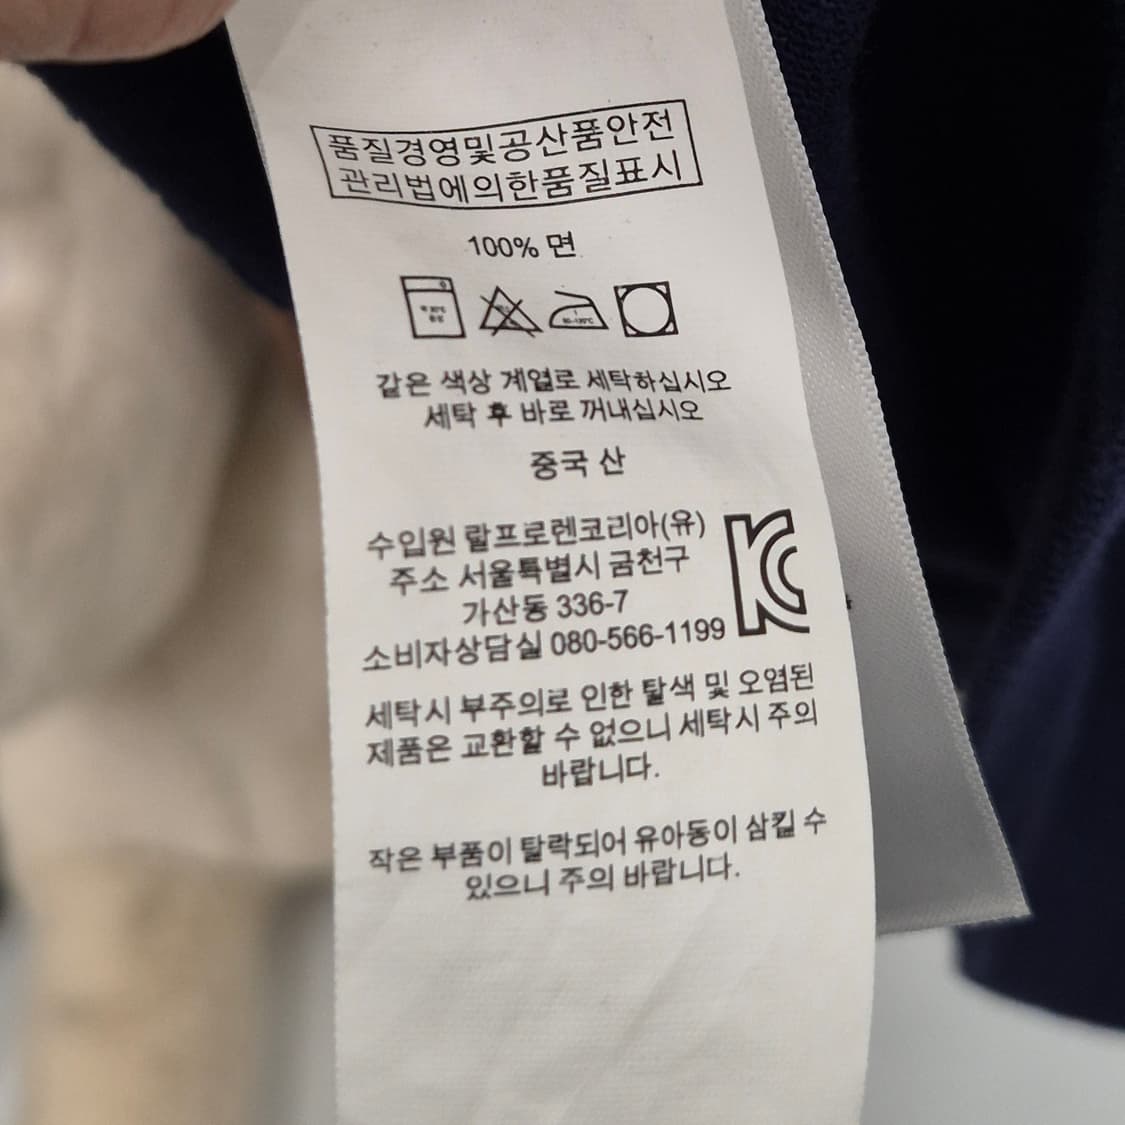 품질경영및공산품안전
관리법에의한품질표시
100% 면
같은 색상 계열로 세탁하십시오
세탁 후 바로 꺼내십시오
중국 산
수입원 랄프로렌코리아(유)
주소 서울특별시 금천구
가산동 336-7
소비자상담실 080-566-1199
세탁시 부주의로 인한 탈색 및 오염된
제품은 교환할 수 없으니 세탁시 주의
바랍니다.
작은 부품이 탈락되어 유아동이 삼킬 수
있으니 주의 바랍니다.